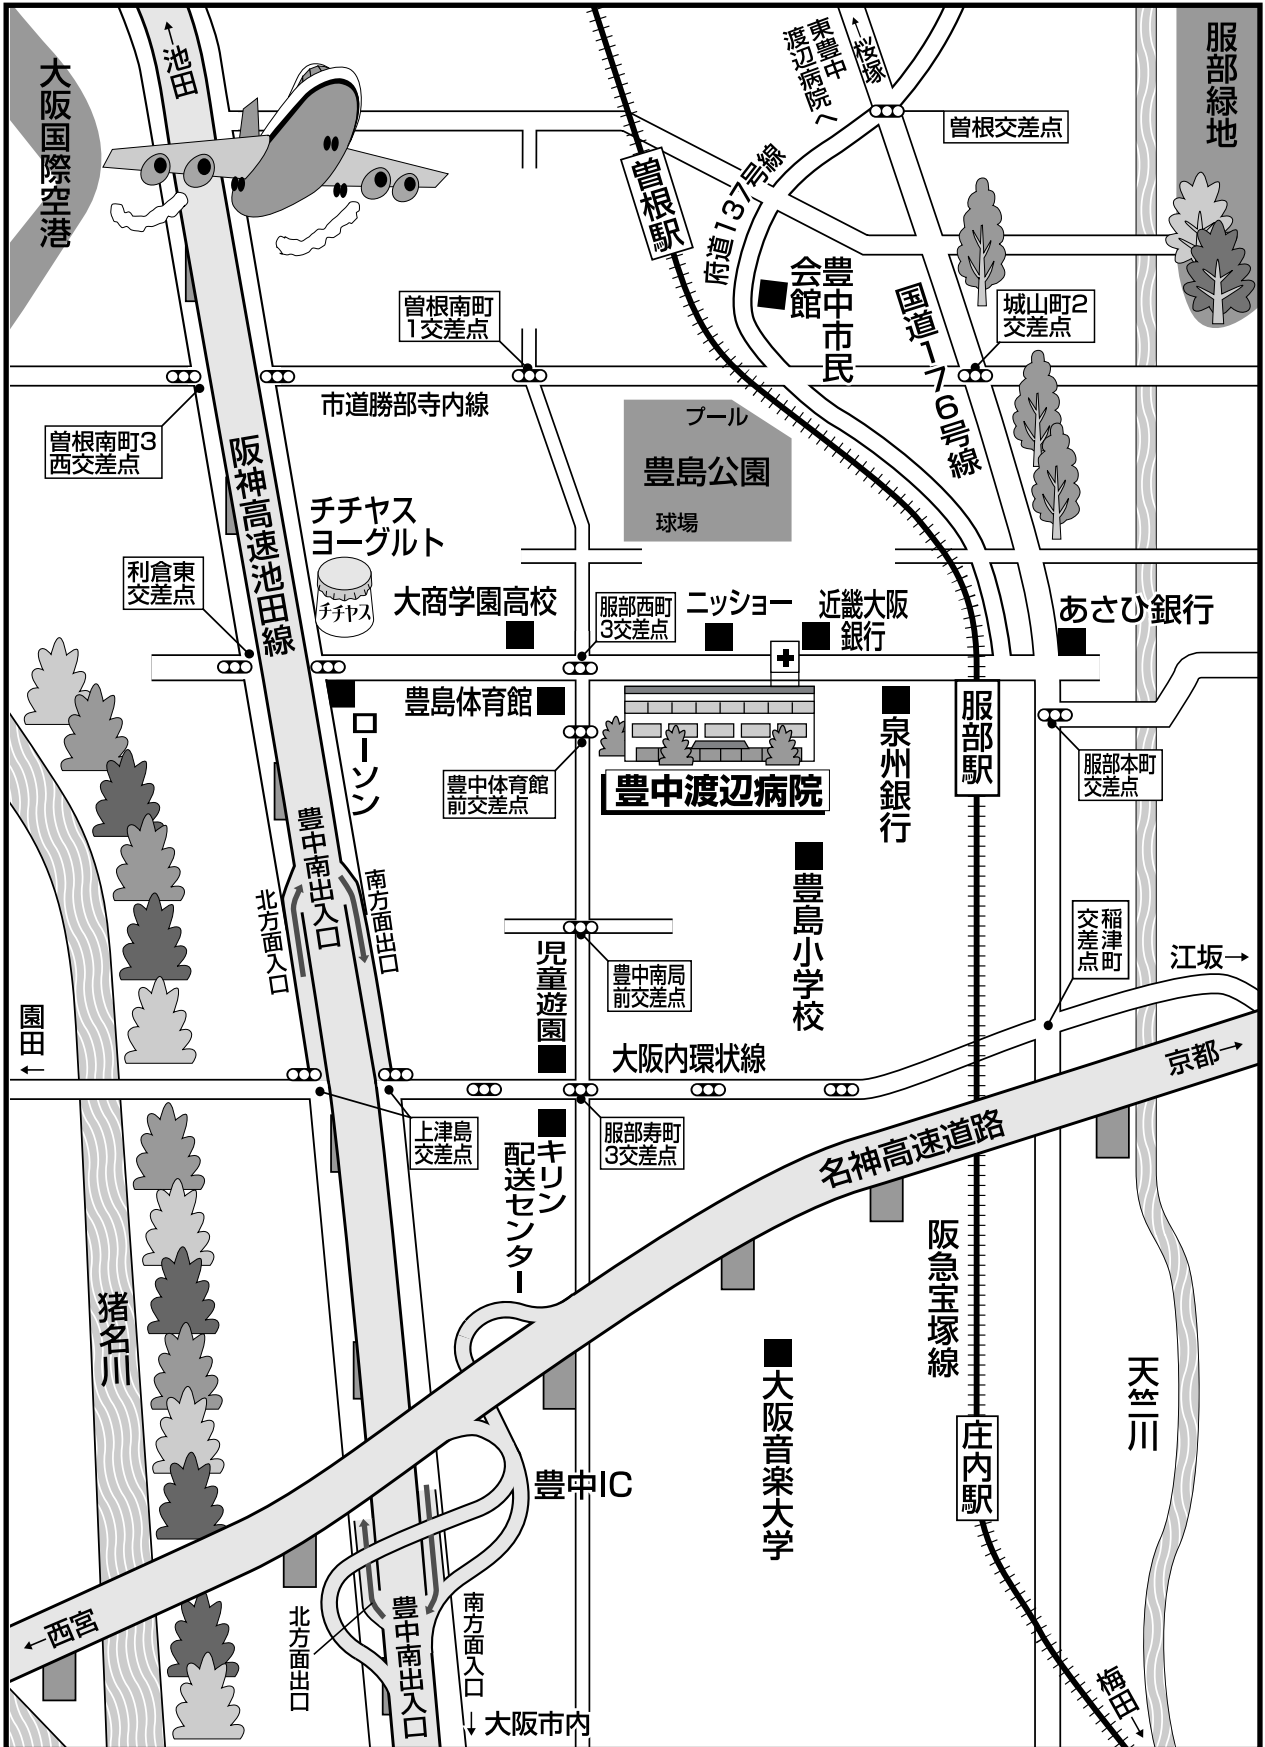 ←池田
大阪国際空港
東豊中
渡辺病院へ
←桜塚
服部緑地
曽根交差点
曽根駅
府道137号線
豊中市民
会館
国道176号線
城山町2
交差点
曽根南町
1交差点
市道勝部寺内線
曽根南町3
西交差点
阪神高速池田線
プール
豊島公園
球場
チチヤス
ヨーグルト
チチヤス
利倉東
交差点
大商学園高校
服部西町
3交差点
ニッショー
近畿大阪
銀行
あさひ銀行
豊島体育館
ローソン
豊中体育館
前交差点
豊中渡辺病院
泉州銀行
服部駅
服部本町
交差点
豊中南出入口
北方面入口
南方面出口
豊島小学校
稲津町
交差点
江坂→
児童遊園
豊中南局
前交差点
園田
←
大阪内環状線
京都→
上津島
交差点
服部寿町
3交差点
キリン
配送センター
名神高速道路
阪急宝塚線
猪名川
天竺川
大阪音楽大学
庄内駅
豊中IC
←西宮
北方面出口
豊中南出入口
南方面入口
↓大阪市内
梅田→